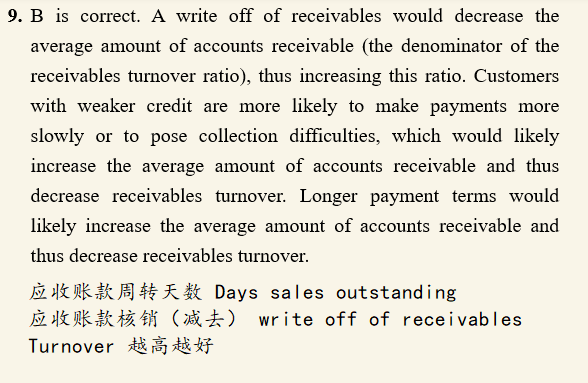 9. B is correct. A write off of receivables would decrease the
average amount of accounts receivable (the denominator of the
receivables turnover ratio), thus increasing this ratio. Customers
with weaker credit are more likely to make payments more
slowly or to pose collection difficulties, which would likely
increase the average amount of accounts receivable and thus
decrease receivables turnover. Longer payment terms would
likely increase the average amount of accounts receivable and
thus decrease receivables turnover.
应收账款周转天数 Days sales outstanding
应收账款核销（减去） write off of receivables
Turnover 越高越好